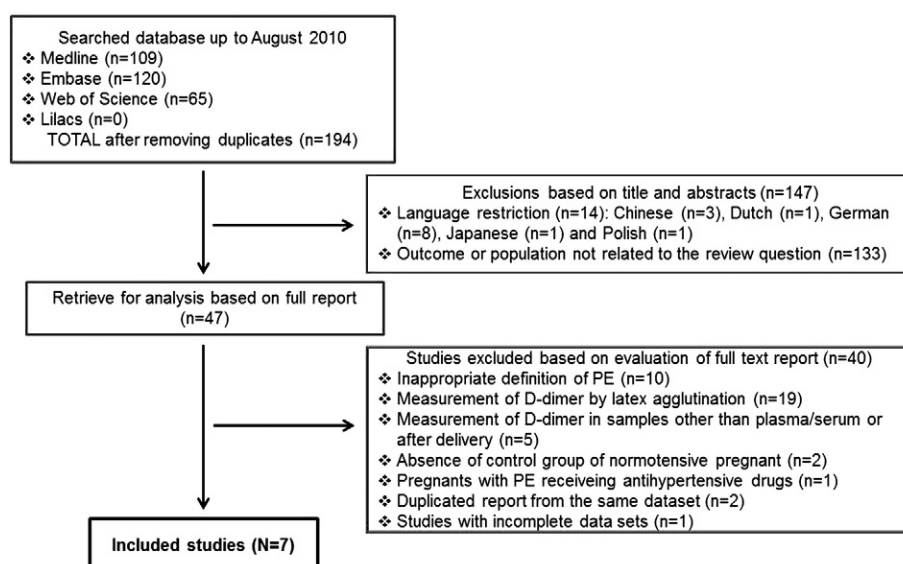 Searched database up to August 2010
❖ Medline (n=109)
❖ Embase (n=120)
❖ Web of Science (n=65)
❖ Lilacs (n=0)
TOTAL after removing duplicates (n=194)
Exclusions based on title and abstracts (n=147)
❖ Language restriction (n=14): Chinese (n=3), Dutch (n=1), German
(n=8), Japanese (n=1) and Polish (n=1)
❖ Outcome or population not related to the review question (n=133)
Retrieve for analysis based on full report
(n=47)
Studies excluded based on evaluation of full text report (n=40)
❖ Inappropriate definition of PE (n=10)
❖ Measurement of D-dimer by latex agglutination (n=19)
❖ Measurement of D-dimer in samples other than plasma/serum or
after delivery (n=5)
❖ Absence of control group of normotensive pregnant (n=2)
❖ Pregnants with PE receiveing antihypertensive drugs (n=1)
❖ Duplicated report from the same dataset (n=2)
❖ Studies with incomplete data sets (n=1)
Included studies (N=7)